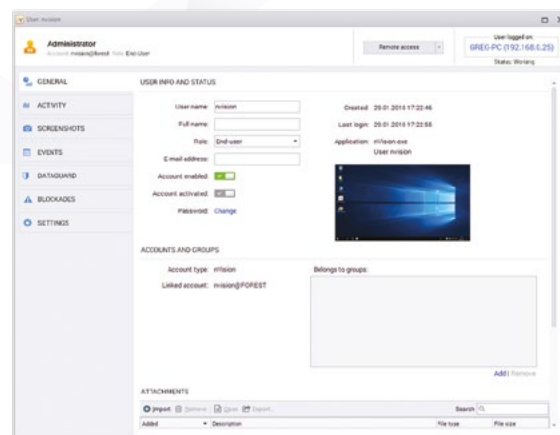 User nvision
Administrator
Account: nvision@forest Role: End-User
Remote access
User logged on:
GREG-PC (192.168.0.25)
Status: Working
GENERAL
ACTIVITY
SCREENSHOTS
EVENTS
DATAGUARD
BLOCKADES
SETTINGS
USER INFO AND STATUS
User name: nvision
Full name:
Role: End-user
E-mail address:
Account enabled:
Account activated:
Password: Change
Created: 26.01.2016 17:22:46
Last login: 26.01.2016 17:22:58
Application: nVision.exe
User nvision
ACCOUNTS AND GROUPS
Account type: nVision
Linked account: nvision@FOREST
Belongs to groups:
Add | Remove
ATTACHMENTS
Import Remove Open Export...
Search
Added Description File type File size